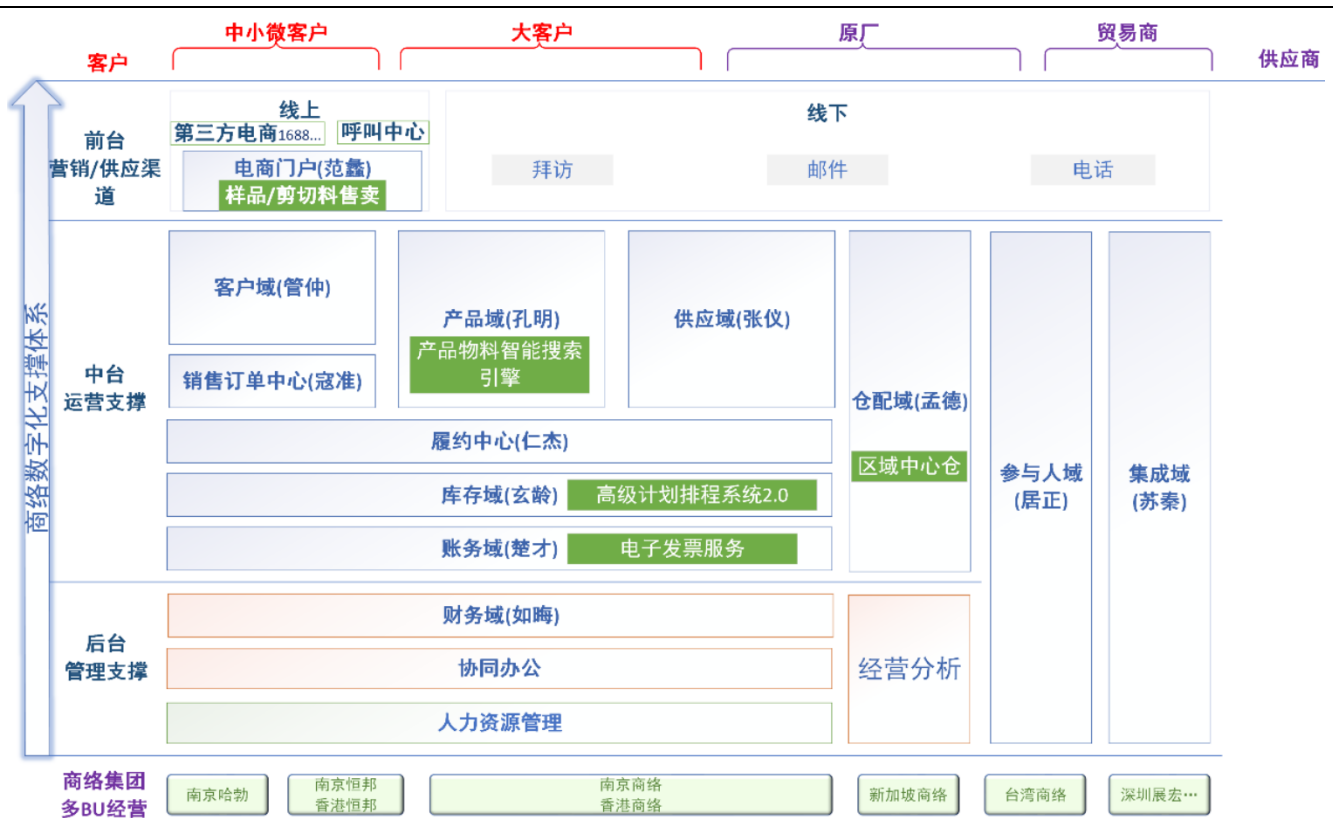 中小微客户
大客户
原厂
贸易商
客户
供应商
商络数字化支撑体系
前台
营销/供应渠
道
线上
第三方电商1688...
呼叫中心
电商门户(范蠡)
样品/剪切料售卖
线下
拜访
邮件
电话
中台
运营支撑
客户域(管仲)
销售订单中心(寇准)
产品域(孔明)
产品物料智能搜索
引擎
供应域(张仪)
仓配域(孟德)
区域中心仓
参与人域
(居正)
集成域
(苏秦)
履约中心(仁杰)
库存域(玄龄)
高级计划排程系统2.0
账务域(楚才)
电子发票服务
后台
管理支撑
财务域(如晦)
协同办公
人力资源管理
经营分析
商络集团
多BU经营
南京哈勃
南京恒邦
香港恒邦
南京商络
香港商络
新加坡商络
台湾商络
深圳展宏…